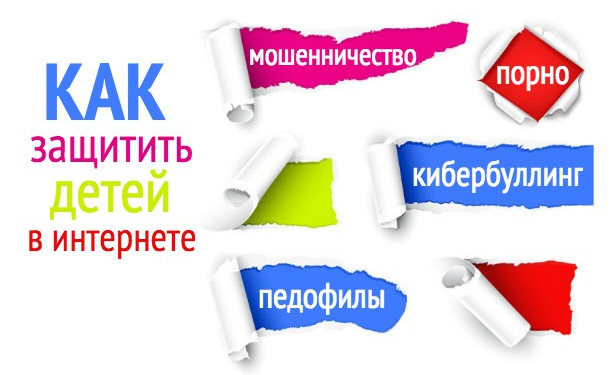 КАК
защитить
детей
в интернете
мошенничество
порно
кибербуллинг
педофилы